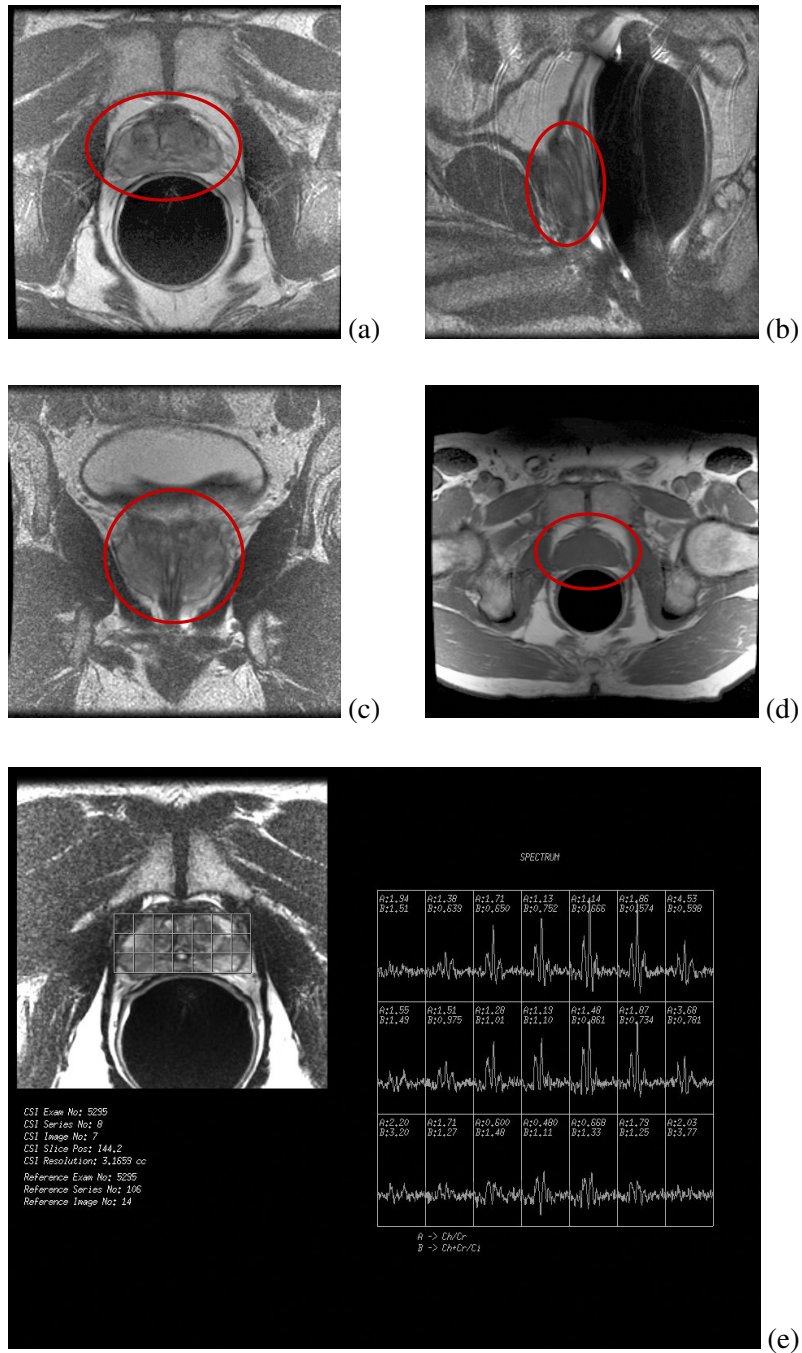 (a)
(b)
(c)
(d)
SPECTRUM
A:1.94 A:1.38 A:1.71 A:1.13 A:1.14 A:1.86 A:4.53
B:1.51 B:0.639 B:0.650 B:0.752 B:0.666 B:0.574 B:0.598
A:1.55 A:1.51 A:1.28 A:1.19 A:1.48 A:1.87 A:3.68
B:1.49 B:0.975 B:1.01 B:1.10 B:0.861 B:0.734 B:0.781
A:2.20 A:1.71 A:0.600 A:0.480 A:0.668 A:1.79 A:2.03
B:3.20 B:1.27 B:1.48 B:1.11 B:1.33 B:1.25 B:3.77
A -> Ch/Cr
B -> Ch+Cr/Ci
CSI Exam No: 5295
CSI Series No: 8
CSI Image No: 7
CSI Slice Pos: I44.2
CSI Resolution: 3.1659 cc
Reference Exam No: 5295
Reference Series No: 106
Reference Image No: 14
(e)